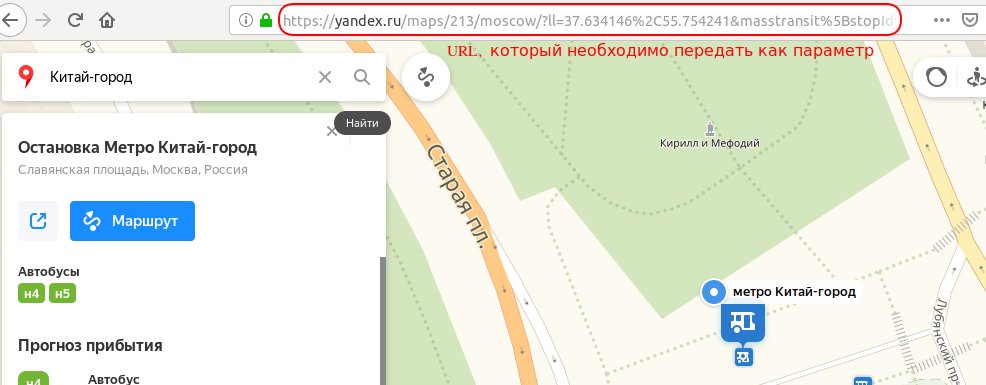 https://yandex.ru/maps/213/moscow/?ll=37.634146%2C55.754241&masstransit%5BstopId
URL, который необходимо передать как параметр
Китай-город
Найти
Остановка Метро Китай-город
Славянская площадь, Москва, Россия
Маршрут
Автобусы
н4 н5
Прогноз прибытия
н4 Автобус
Старая пл.
Кирилл и Мефодий
метро Китай-город
Лубянский пр